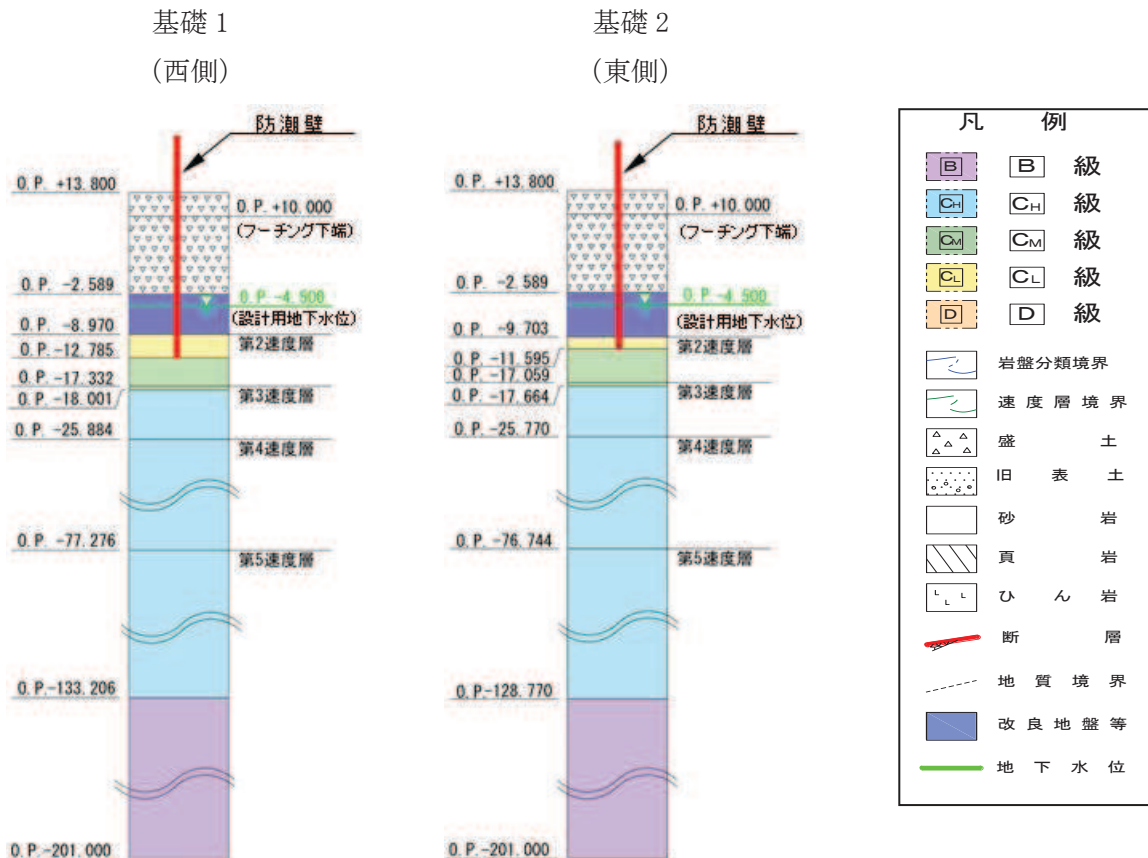 基礎 1
(西側)
防潮壁
O.P. +13.800
O.P. +10.000
(フーチング下端)
O.P. -2.589
O.P. -4.500
(設計用地下水位)
O.P. -8.970
第2速度層
O.P.-12.785
O.P.-17.332
第3速度層
O.P.-18.001
O.P.-25.884
第4速度層
O.P.-77.276
第5速度層
O.P.-133.206
O.P.-201.000
基礎 2
(東側)
防潮壁
O.P. +13.800
O.P. +10.000
(フーチング下端)
O.P. -2.589
O.P. -4.500
(設計用地下水位)
O.P. -9.703
第2速度層
O.P.-11.595
O.P.-17.059
第3速度層
O.P.-17.664
O.P.-25.770
第4速度層
O.P. -76.744
第5速度層
O.P.-128.770
O.P.-201.000
凡 例
B B 級
CH CH 級
CM CM 級
CL CL 級
D D 級
岩盤分類境界
速度層境界
盛 土
旧 表 土
砂 岩
頁 岩
ひ ん 岩
断 層
地 質 境 界
改良地盤等
地 下 水 位